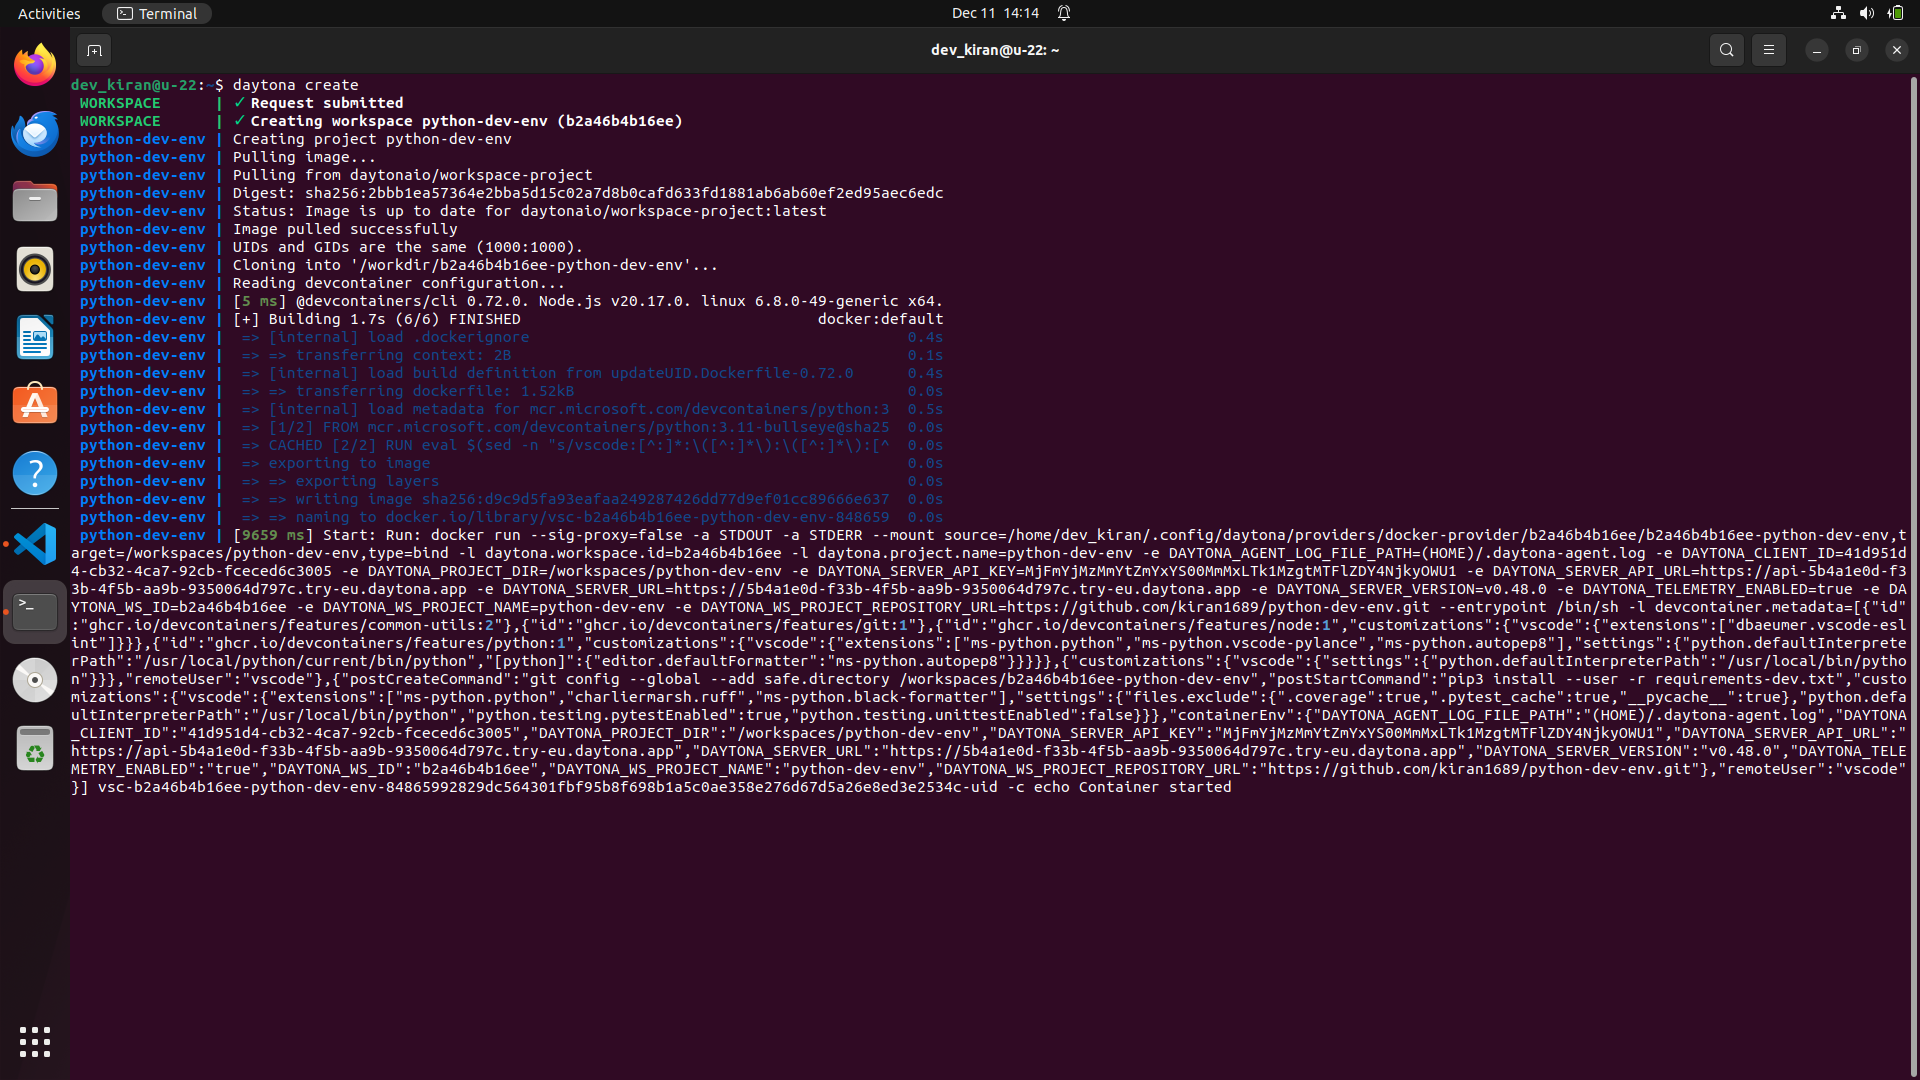 Activities
Terminal
Dec 11 14:14
dev_kiran@u-22: ~
dev_kiran@u-22:~$ daytona create
WORKSPACE | ✓ Request submitted
WORKSPACE | ✓ Creating workspace python-dev-env (b2a46b4b16ee)
python-dev-env | Creating project python-dev-env
python-dev-env | Pulling image...
python-dev-env | Pulling from daytonaio/workspace-project
python-dev-env | Digest: sha256:2bbb1ea57364e2bba5d15c02a7d8b0cafd633fd1881ab6ab60ef2ed95aec6edc
python-dev-env | Status: Image is up to date for daytonaio/workspace-project:latest
python-dev-env | Image pulled successfully
python-dev-env | UIDs and GIDs are the same (1000:1000).
python-dev-env | Cloning into '/workdir/b2a46b4b16ee-python-dev-env'...
python-dev-env | Reading devcontainer configuration...
python-dev-env | [5 ms] @devcontainers/cli 0.72.0. Node.js v20.17.0. linux 6.8.0-49-generic x64.
python-dev-env | [+] Building 1.7s (6/6) FINISHED docker:default
python-dev-env | => [internal] load .dockerignore 0.4s
python-dev-env | => => transferring context: 2B 0.1s
python-dev-env | => [internal] load build definition from updateUID.Dockerfile-0.72.0 0.4s
python-dev-env | => => transferring dockerfile: 1.52kB 0.0s
python-dev-env | => [internal] load metadata for mcr.microsoft.com/devcontainers/python:3 0.5s
python-dev-env | => [1/2] FROM mcr.microsoft.com/devcontainers/python:3.11-bullseye@sha25 0.0s
python-dev-env | => CACHED [2/2] RUN eval $(sed -n "s/vscode:[^:]*:\([^:]*\):\([^:]*\):[^ 0.0s
python-dev-env | => exporting to image 0.0s
python-dev-env | => => exporting layers 0.0s
python-dev-env | => => writing image sha256:d9c9d5fa93eafaa249287426dd77d9ef01cc89666e637 0.0s
python-dev-env | => => naming to docker.io/library/vsc-b2a46b4b16ee-python-dev-env-848659 0.0s
python-dev-env | [9659 ms] Start: Run: docker run --sig-proxy=false -a STDOUT -a STDERR --mount source=/home/dev_kiran/.config/daytona/providers/docker-provider/b2a46b4b16ee/b2a46b4b16ee-python-dev-env,t
arget=/workspaces/python-dev-env,type=bind -l daytona.workspace.id=b2a46b4b16ee -l daytona.project.name=python-dev-env -e DAYTONA_AGENT_LOG_FILE_PATH=(HOME)/.daytona-agent.log -e DAYTONA_CLIENT_ID=41d951d
4-cb32-4ca7-92cb-fceced6c3005 -e DAYTONA_PROJECT_DIR=/workspaces/python-dev-env -e DAYTONA_SERVER_API_KEY=MjFmYjMzMmYtZmYxYS00MmMxLTk1MzgtMTFlZDY4NjkyOWU1 -e DAYTONA_SERVER_API_URL=https://api-5b4a1e0d-f3
3b-4f5b-aa9b-9350064d797c.try-eu.daytona.app -e DAYTONA_SERVER_URL=https://5b4a1e0d-f33b-4f5b-aa9b-9350064d797c.try-eu.daytona.app -e DAYTONA_SERVER_VERSION=v0.48.0 -e DAYTONA_TELEMETRY_ENABLED=true -e DA
YTONA_WS_ID=b2a46b4b16ee -e DAYTONA_WS_PROJECT_NAME=python-dev-env -e DAYTONA_WS_PROJECT_REPOSITORY_URL=https://github.com/kiran1689/python-dev-env.git --entrypoint /bin/sh -l devcontainer.metadata=[{"id"
:"ghcr.io/devcontainers/features/common-utils:2"},{"id":"ghcr.io/devcontainers/features/git:1"},{"id":"ghcr.io/devcontainers/features/node:1","customizations":{"vscode":{"extensions":["dbaeumer.vscode-esl
int"]}}},{"id":"ghcr.io/devcontainers/features/python:1","customizations":{"vscode":{"extensions":["ms-python.python","ms-python.vscode-pylance","ms-python.autopep8"],"settings":{"python.defaultInterprete
rPath":"/usr/local/python/current/bin/python","[python]":{"editor.defaultFormatter":"ms-python.autopep8"}}}}},{"customizations":{"vscode":{"settings":{"python.defaultInterpreterPath":"/usr/local/bin/pytho
n"}}},"remoteUser":"vscode"},{"postCreateCommand":"git config --global --add safe.directory /workspaces/b2a46b4b16ee-python-dev-env","postStartCommand":"pip3 install --user -r requirements-dev.txt","custo
mizations":{"vscode":{"extensions":["ms-python.python","charliermarsh.ruff","ms-python.black-formatter"],"settings":{"files.exclude":{".coverage":true,".pytest_cache":true,"__pycache__":true},"python.defa
ultInterpreterPath":"/usr/local/bin/python","python.testing.pytestEnabled":true,"python.testing.unittestEnabled":false}}},"containerEnv":{"DAYTONA_AGENT_LOG_FILE_PATH":"(HOME)/.daytona-agent.log","DAYTONA
_CLIENT_ID":"41d951d4-cb32-4ca7-92cb-fceced6c3005","DAYTONA_PROJECT_DIR":"/workspaces/python-dev-env","DAYTONA_SERVER_API_KEY":"MjFmYjMzMmYtZmYxYS00MmMxLTk1MzgtMTFlZDY4NjkyOWU1","DAYTONA_SERVER_API_URL":"
https://api-5b4a1e0d-f33b-4f5b-aa9b-9350064d797c.try-eu.daytona.app","DAYTONA_SERVER_URL":"https://5b4a1e0d-f33b-4f5b-aa9b-9350064d797c.try-eu.daytona.app","DAYTONA_SERVER_VERSION":"v0.48.0","DAYTONA_TELE
METRY_ENABLED":"true","DAYTONA_WS_ID":"b2a46b4b16ee","DAYTONA_WS_PROJECT_NAME":"python-dev-env","DAYTONA_WS_PROJECT_REPOSITORY_URL":"https://github.com/kiran1689/python-dev-env.git"},"remoteUser":"vscode"
}] vsc-b2a46b4b16ee-python-dev-env-84865992829dc564301fbf95b8f698b1a5c0ae358e276d67d5a26e8ed3e2534c-uid -c echo Container started